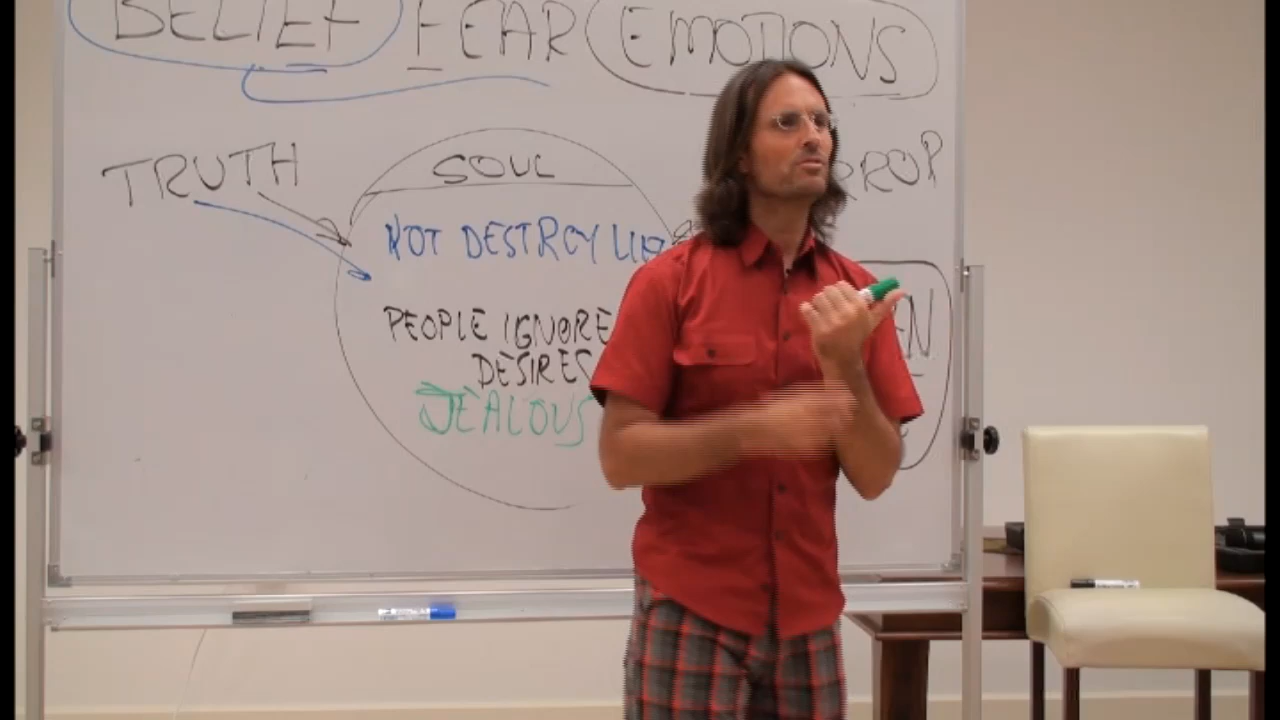 BELIEF FEAR EMOTIONS
TRUTH
SOUL
NOT DESTROY
PEOPLE IGNORE
DESIRES
JEALOUS